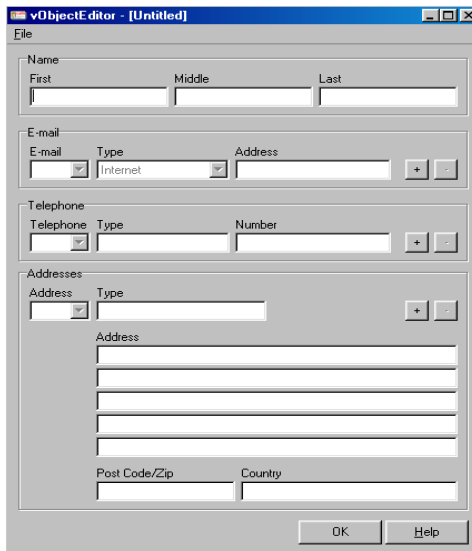 vObjectEditor - [Untitled]
File
Name
First Middle Last
E-mail
E-mail Type Address
Internet
+ -
Telephone
Telephone Type Number
+ -
Addresses
Address Type
+ -
Address
Post Code/Zip Country
OK Help